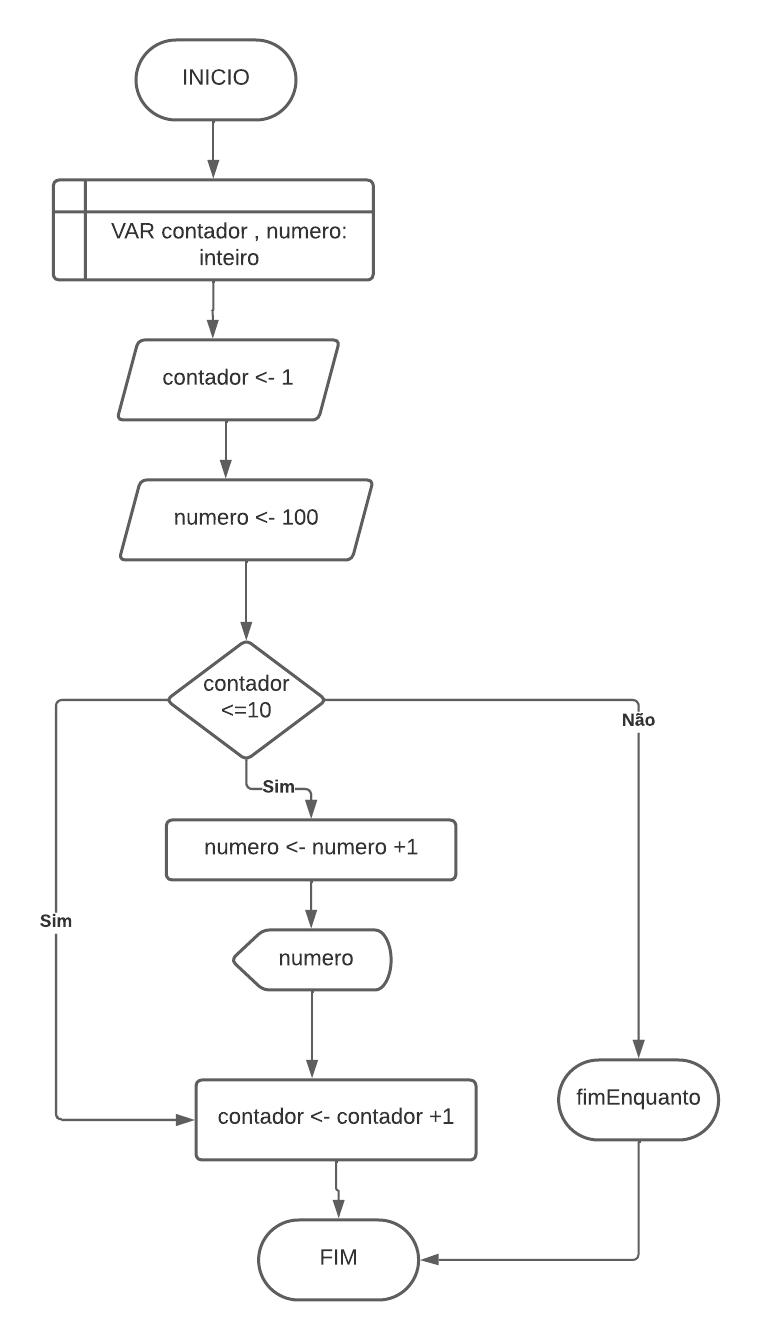 INICIO
VAR contador , numero:
inteiro
contador <- 1
numero <- 100
contador
<=10
Não
Sim
numero <- numero +1
Sim
numero
fimEnquanto
contador <- contador +1
FIM